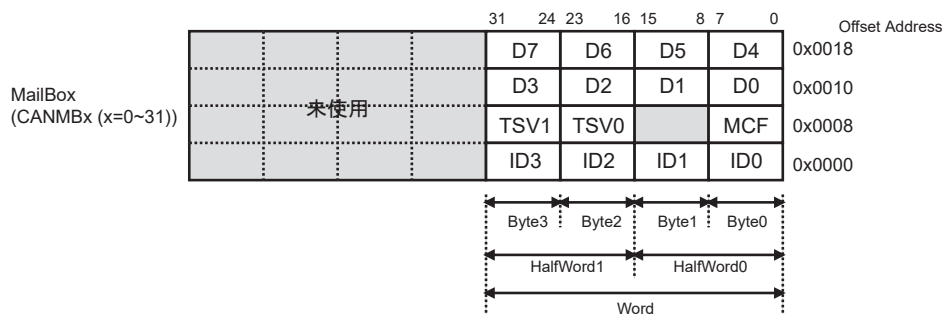 31 24 23 16 15 8 7 0
Offset Address
D7 D6 D5 D4 0x0018
D3 D2 D1 D0 0x0010
MailBox
(CANMBx (x=0~31))
未使用
TSV1 TSV0 MCF 0x0008
ID3 ID2 ID1 ID0 0x0000
Byte3 Byte2 Byte1 Byte0
HalfWord1 HalfWord0
Word